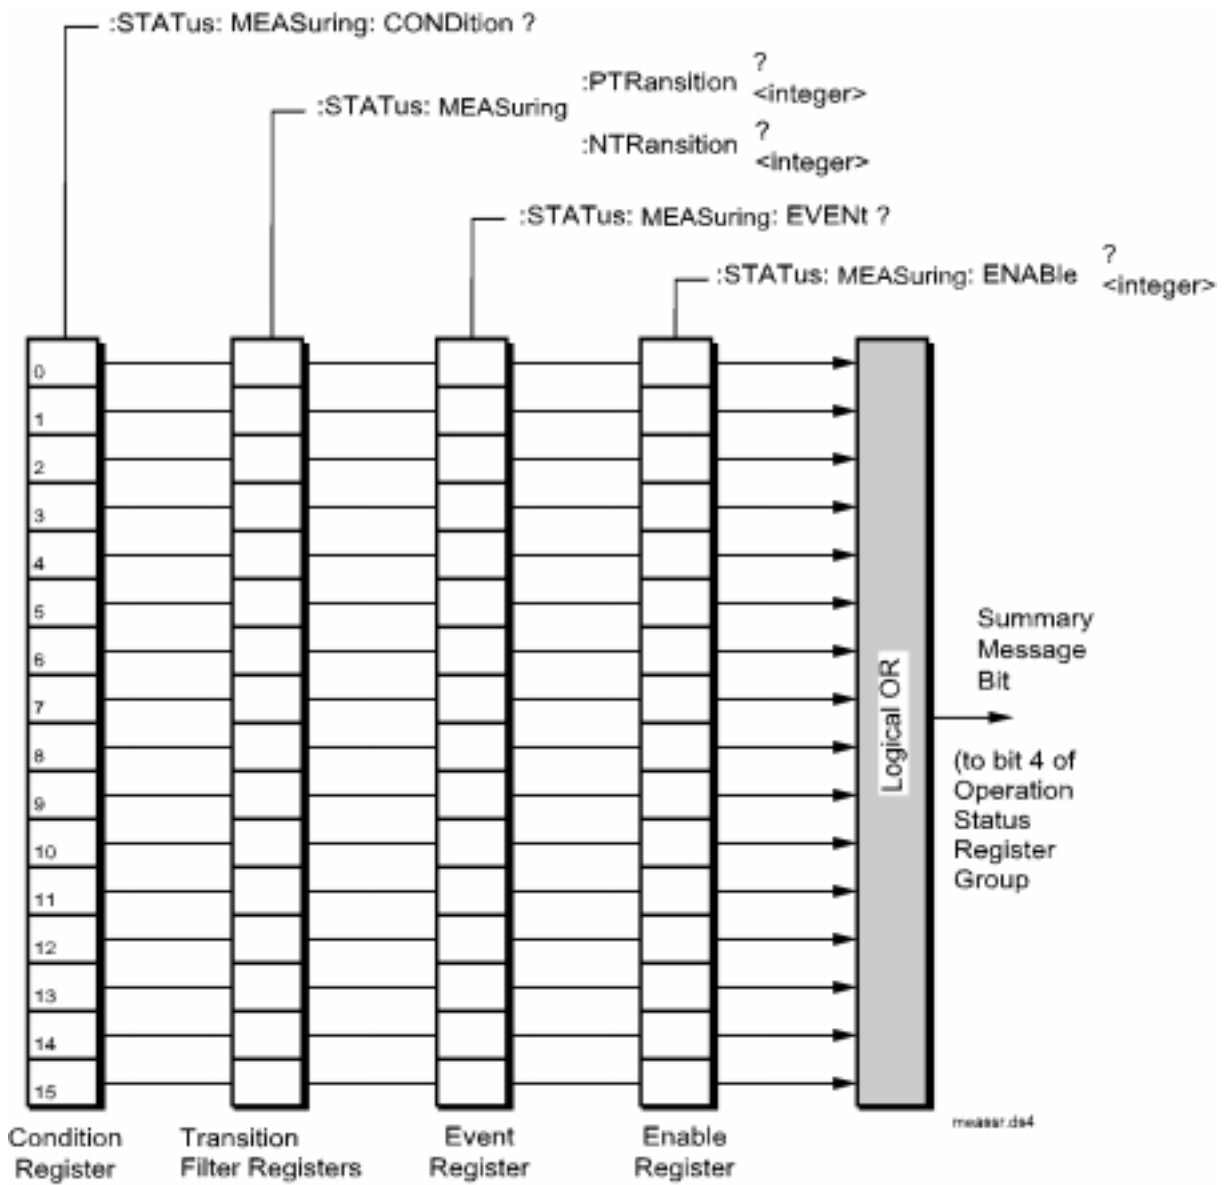 :STATus: MEASuring: CONDition ?
:PTRansition ?
<integer>
:STATus: MEASuring
:NTRansition ?
<integer>
:STATus: MEASuring: EVENt ?
:STATus: MEASuring: ENABle ?
<integer>
0
1
2
3
4
5
6
7
8
9
10
11
12
13
14
15
Logical OR
Summary
Message
Bit
(to bit 4 of
Operation
Status
Register
Group
measr.ds4
Condition
Register
Transition
Filter Registers
Event
Register
Enable
Register